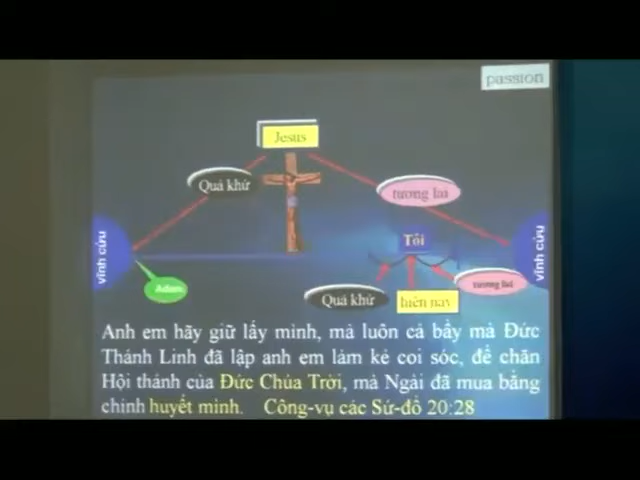 passion
Jesus
Quá khứ
tương lai
Tôi
vĩnh cửu
vĩnh cửu
Adam
Quá khứ
hiện nay
tương lai
Anh em hãy giữ lấy mình, mà luôn cả bầy mà Đức
Thánh Linh đã lập anh em làm kẻ coi sóc, để chăn
Hội thánh của Đức Chúa Trời, mà Ngài đã mua bằng
chính huyết mình. Công-vụ các Sứ-đồ 20:28